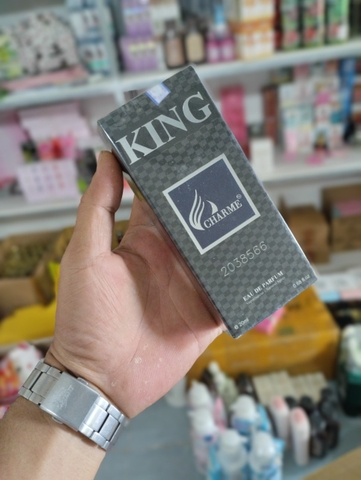 KING
CHARME®
2038586
EAU DE PARFUM